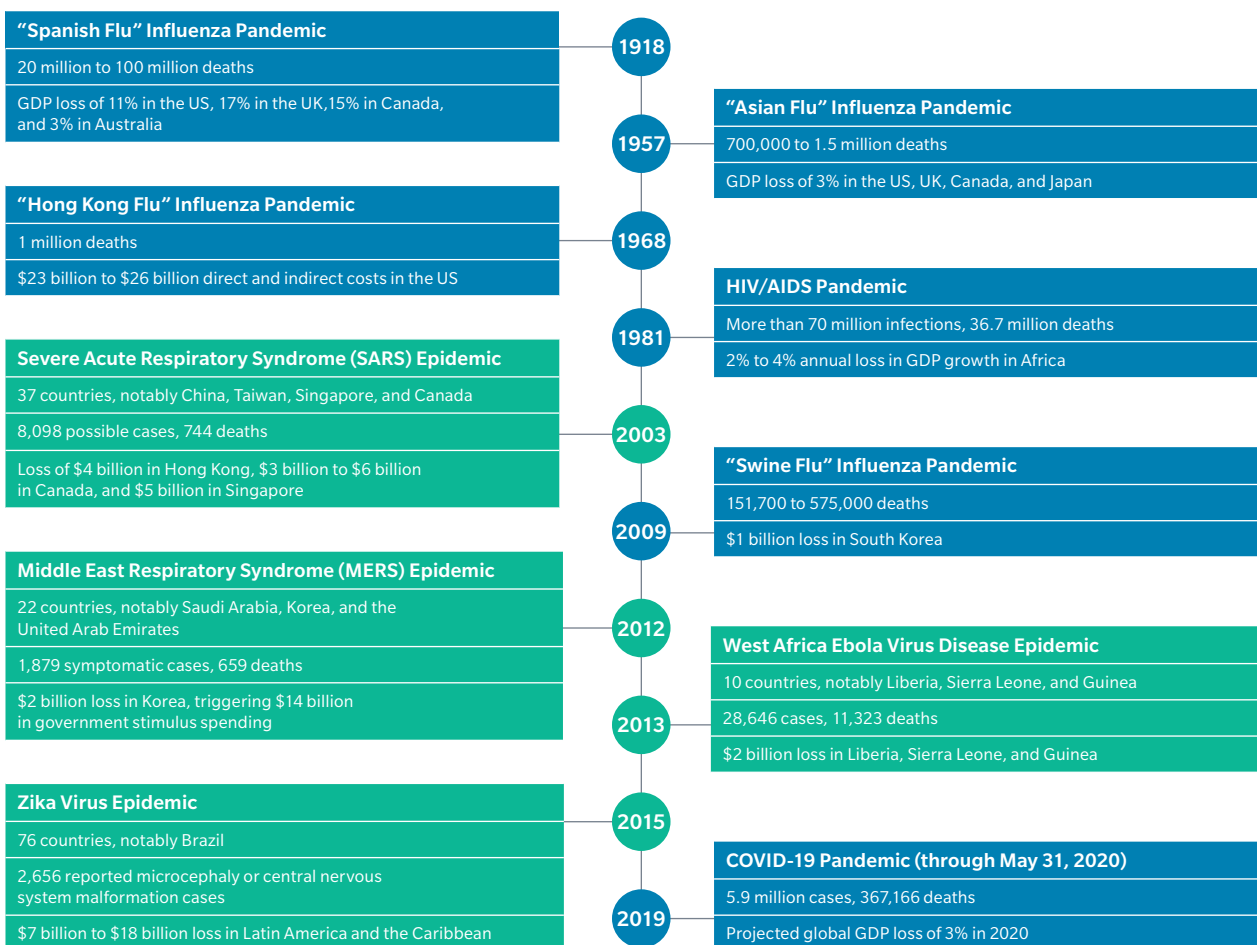 “Spanish Flu” Influenza Pandemic
20 million to 100 million deaths
GDP loss of 11% in the US, 17% in the UK,15% in Canada,
and 3% in Australia
1918
“Asian Flu” Influenza Pandemic
700,000 to 1.5 million deaths
GDP loss of 3% in the US, UK, Canada, and Japan
1957
“Hong Kong Flu” Influenza Pandemic
1 million deaths
$23 billion to $26 billion direct and indirect costs in the US
1968
HIV/AIDS Pandemic
More than 70 million infections, 36.7 million deaths
2% to 4% annual loss in GDP growth in Africa
1981
Severe Acute Respiratory Syndrome (SARS) Epidemic
37 countries, notably China, Taiwan, Singapore, and Canada
8,098 possible cases, 744 deaths
Loss of $4 billion in Hong Kong, $3 billion to $6 billion
in Canada, and $5 billion in Singapore
2003
“Swine Flu” Influenza Pandemic
151,700 to 575,000 deaths
$1 billion loss in South Korea
2009
Middle East Respiratory Syndrome (MERS) Epidemic
22 countries, notably Saudi Arabia, Korea, and the
United Arab Emirates
1,879 symptomatic cases, 659 deaths
$2 billion loss in Korea, triggering $14 billion
in government stimulus spending
2012
West Africa Ebola Virus Disease Epidemic
10 countries, notably Liberia, Sierra Leone, and Guinea
28,646 cases, 11,323 deaths
$2 billion loss in Liberia, Sierra Leone, and Guinea
2013
Zika Virus Epidemic
76 countries, notably Brazil
2,656 reported microcephaly or central nervous
system malformation cases
$7 billion to $18 billion loss in Latin America and the Caribbean
2015
COVID-19 Pandemic (through May 31, 2020)
5.9 million cases, 367,166 deaths
Projected global GDP loss of 3% in 2020
2019